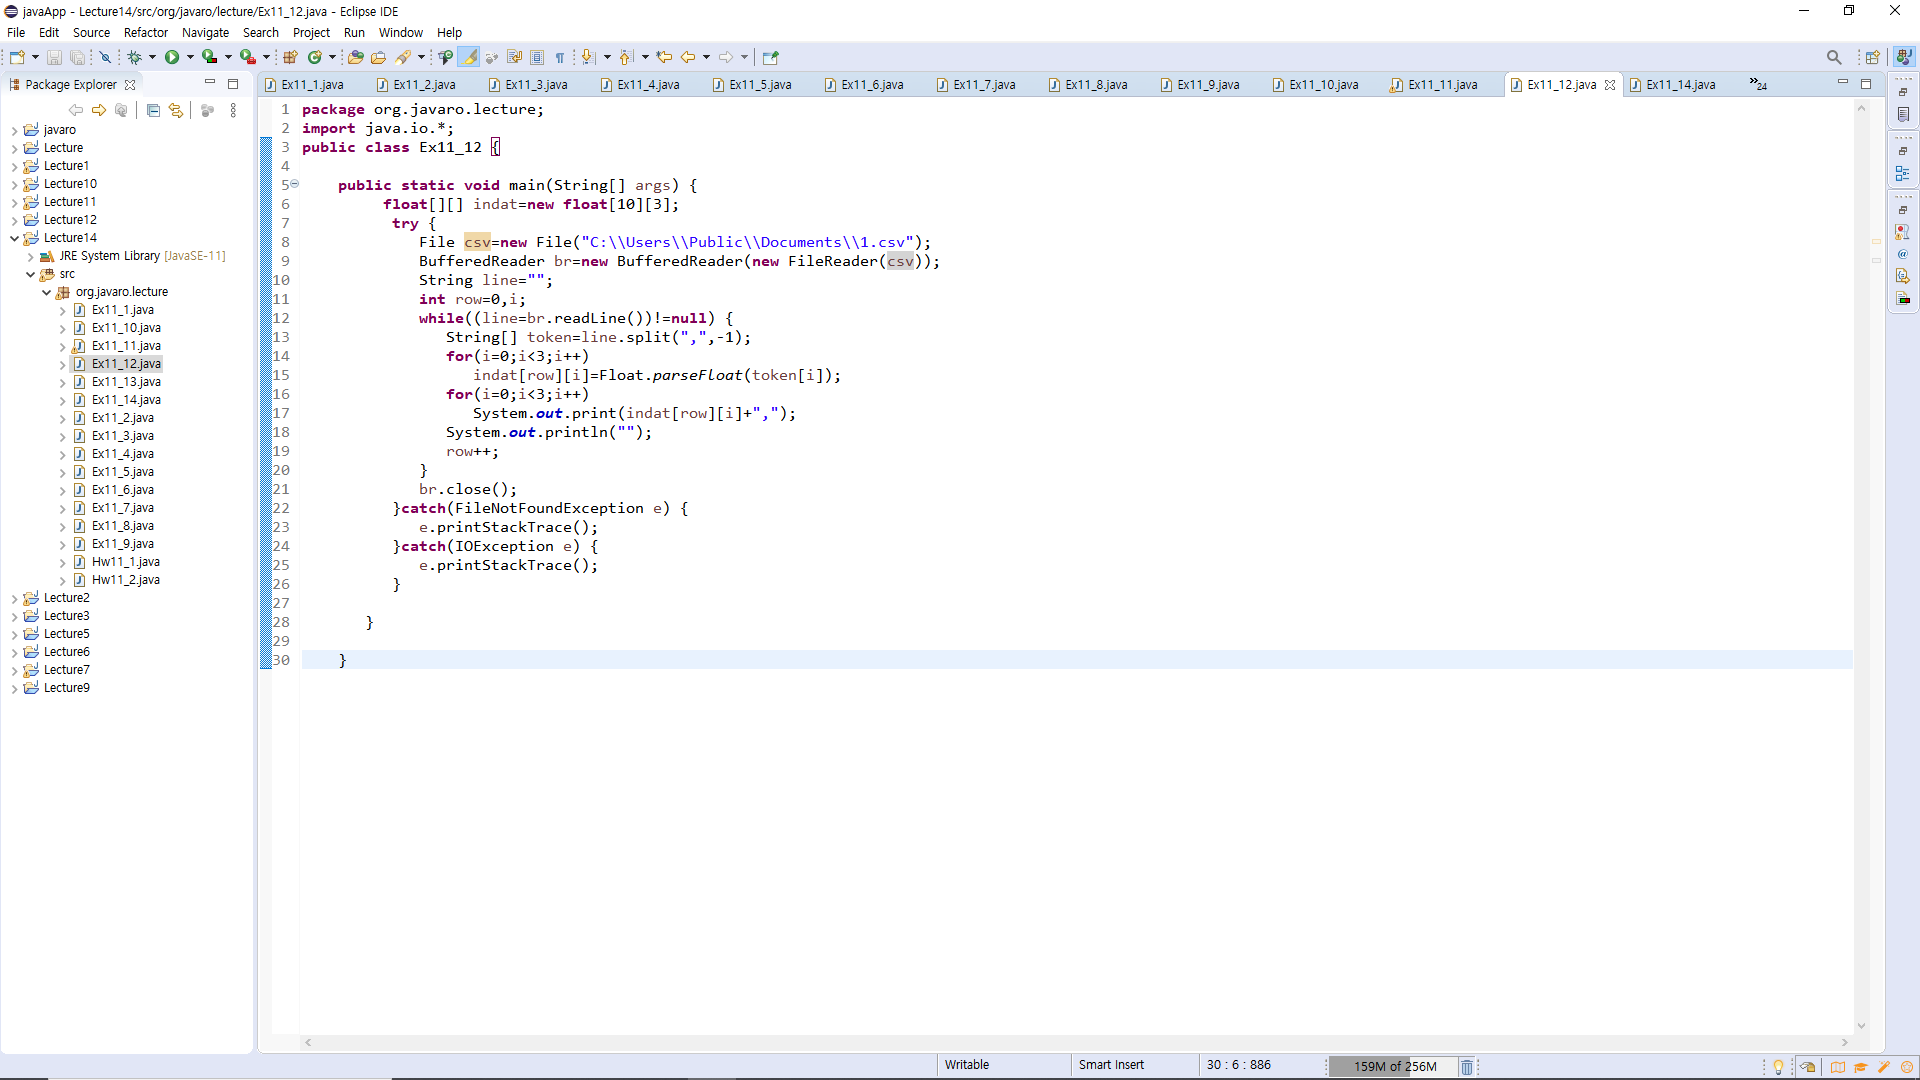 javaApp - Lecture14/src/org/javaro/lecture/Ex11_12.java - Eclipse IDE
File Edit Source Refactor Navigate Search Project Run Window Help
Package Explorer
Ex11_1.java Ex11_2.java Ex11_3.java Ex11_4.java Ex11_5.java Ex11_6.java Ex11_7.java Ex11_8.java Ex11_9.java Ex11_10.java Ex11_11.java Ex11_12.java Ex11_14.java »24
javaro
Lecture
Lecture1
Lecture10
Lecture11
Lecture12
Lecture14
JRE System Library [JavaSE-11]
src
org.javaro.lecture
Ex11_1.java
Ex11_10.java
Ex11_11.java
Ex11_12.java
Ex11_13.java
Ex11_14.java
Ex11_2.java
Ex11_3.java
Ex11_4.java
Ex11_5.java
Ex11_6.java
Ex11_7.java
Ex11_8.java
Ex11_9.java
Hw11_1.java
Hw11_2.java
Lecture2
Lecture3
Lecture5
Lecture6
Lecture7
Lecture9
1 package org.javaro.lecture;
2 import java.io.*;
3 public class Ex11_12 {
4
5 public static void main(String[] args) {
6 float[][] indat=new float[10][3];
7 try {
8 File csv=new File("C:\\Users\\Public\\Documents\\1.csv");
9 BufferedReader br=new BufferedReader(new FileReader(csv));
10 String line="";
11 int row=0,i;
12 while((line=br.readLine())!=null) {
13 String[] token=line.split(",",-1);
14 for(i=0;i<3;i++)
15 indat[row][i]=Float.parseFloat(token[i]);
16 for(i=0;i<3;i++)
17 System.out.print(indat[row][i]+",");
18 System.out.println("");
19 row++;
20 }
21 br.close();
22 }catch(FileNotFoundException e) {
23 e.printStackTrace();
24 }catch(IOException e) {
25 e.printStackTrace();
26 }
27
28 }
29
30 }
Writable Smart Insert 30 : 6 : 886 159M of 256M